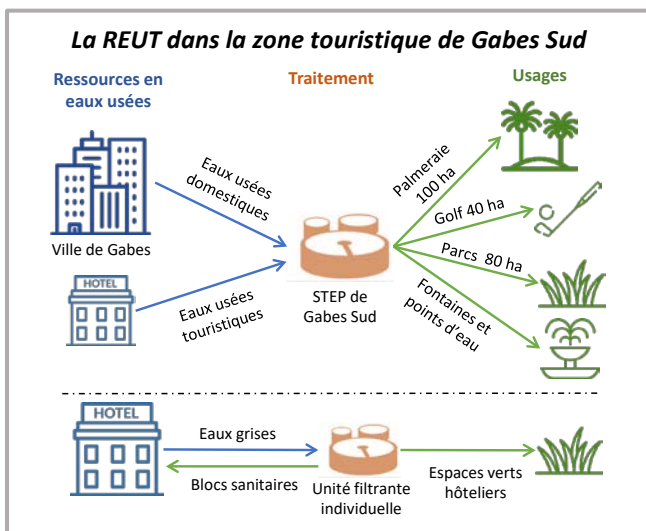 La REUT dans la zone touristique de Gabes Sud
Ressources en
eaux usées
Traitement
Usages
Eaux usées
domestiques
Ville de Gabes
HOTEL
Eaux usées
touristiques
STEP de
Gabes Sud
Palmeraie
100 ha
Golf 40 ha
Parcs 80 ha
Fontaines et
points d'eau
HOTEL
Eaux grises
Blocs sanitaires
Unité filtrante
individuelle
Espaces verts
hôteliers